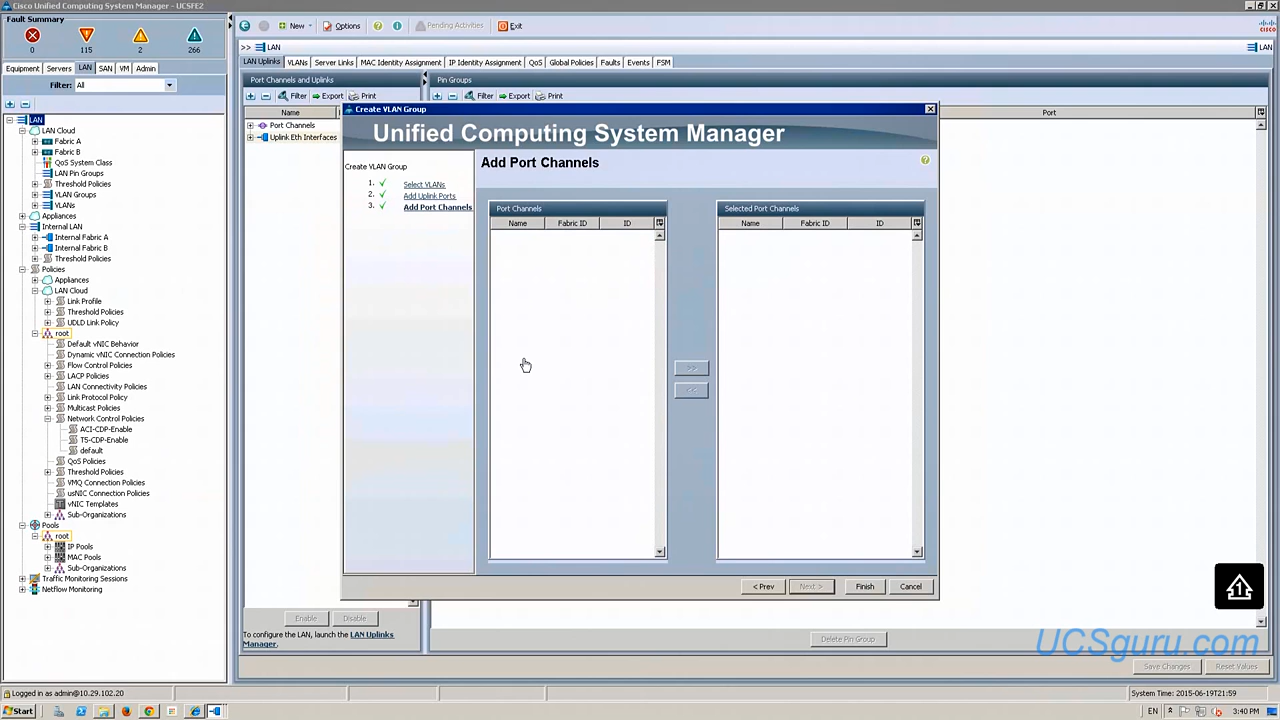 Cisco Unified Computing System Manager - UCSFE2
Fault Summary
0 115 2 266
New Options Pending Activities Exit
CISCO
>> LAN LAN
Equipment Servers LAN SAN VM Admin
Filter: All
LAN Uplinks VLANs Server Links MAC Identity Assignment IP Identity Assignment QoS Global Policies Faults Events FSM
Port Channels and Uplinks
Filter Export Print
Name
Port Channels
Uplink Eth Interfaces
Pin Groups
Filter Export Print
Port
LAN
LAN Cloud
Fabric A
Fabric B
QoS System Class
LAN Pin Groups
Threshold Policies
VLAN Groups
VLANs
Appliances
Internal LAN
Internal Fabric A
Internal Fabric B
Threshold Policies
Policies
Appliances
LAN Cloud
Link Profile
Threshold Policies
UDLD Link Policy
root
Default vNIC Behavior
Dynamic vNIC Connection Policies
Flow Control Policies
LACP Policies
LAN Connectivity Policies
Link Protocol Policy
Multicast Policies
Network Control Policies
ACI-CDP-Enable
T5-CDP-Enable
default
QoS Policies
Threshold Policies
VMQ Connection Policies
usNIC Connection Policies
vNIC Templates
Sub-Organizations
Pools
root
IP Pools
MAC Pools
Sub-Organizations
Traffic Monitoring Sessions
Netflow Monitoring
Create VLAN Group
Unified Computing System Manager
Create VLAN Group
1. Select VLANs
2. Add Uplink Ports
3. Add Port Channels
Add Port Channels
Port Channels
Name Fabric ID ID
>>
<<
Selected Port Channels
Name Fabric ID ID
< Prev Next > Finish Cancel
Enable Disable
To configure the LAN, launch the LAN Uplinks
Manager.
Delete Pin Group
UCSguru.com
Save Changes Reset Values
Logged in as admin@10.29.102.20
System Time: 2015-06-19T21:59
Start
EN 3:40 PM
1